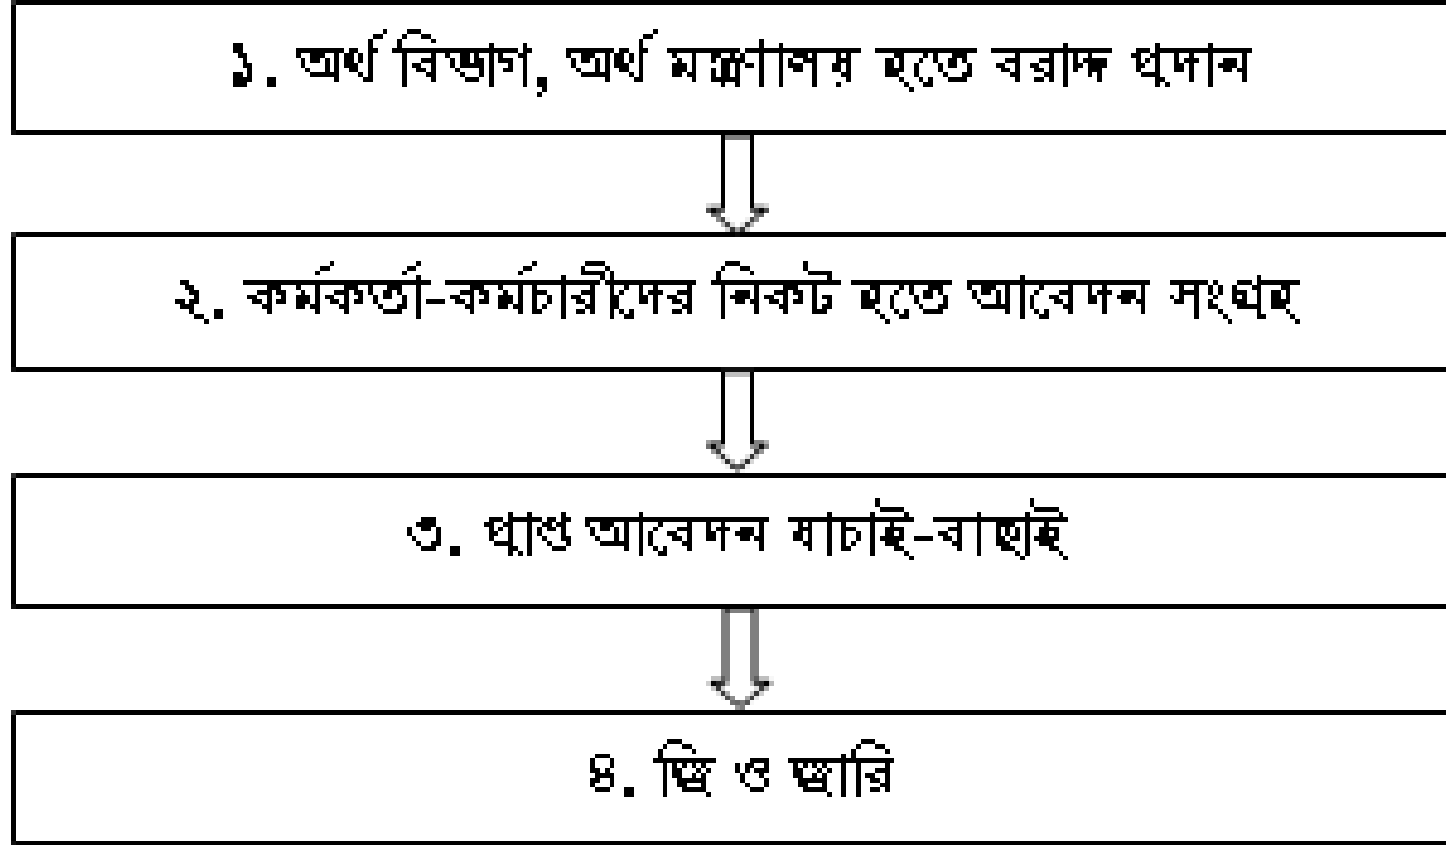 ১. অর্থ বিভাগ, অর্থ মন্ত্রণালয় হতে বরাদ্দ প্রদান
২. কর্মকর্তা-কর্মচারীদের নিকট হতে আবেদন সংগ্রহ
৩. প্রাপ্ত আবেদন যাচাই-বাছাই
৪. জি ও জারি